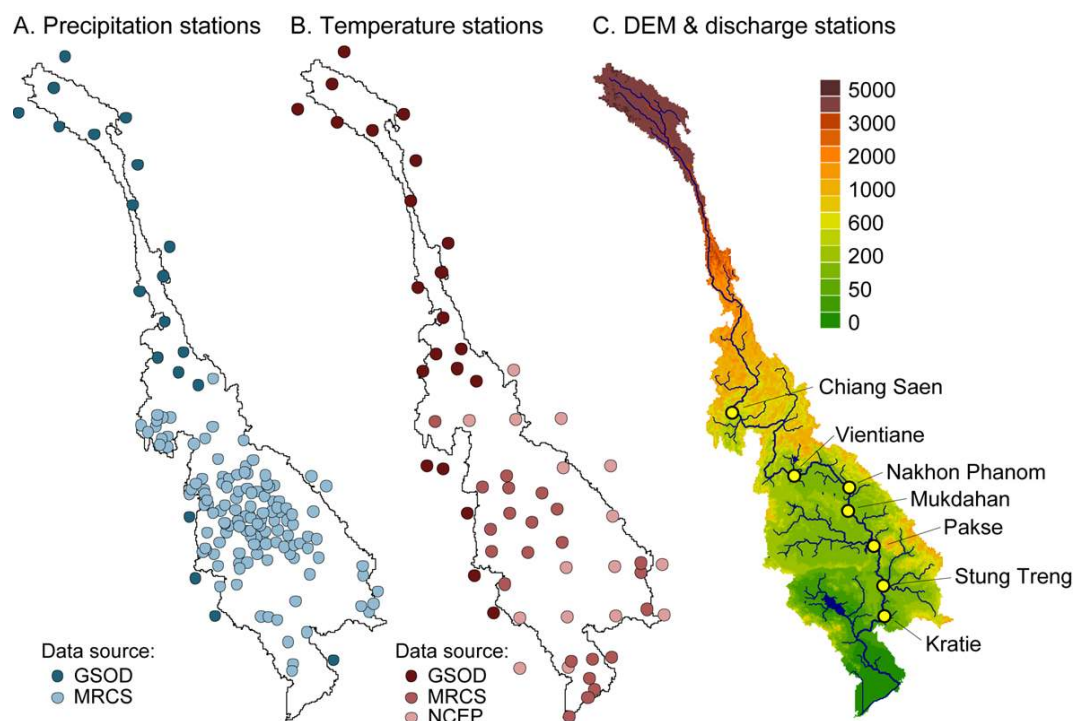 A. Precipitation stations
B. Temperature stations
C. DEM & discharge stations
5000
3000
2000
1000
600
200
50
0
Chiang Saen
Vientiane
Nakhon Phanom
Mukdahan
Pakse
Stung Treng
Kratie
Data source:
GSOD
MRCS
Data source:
GSOD
MRCS
NCEP